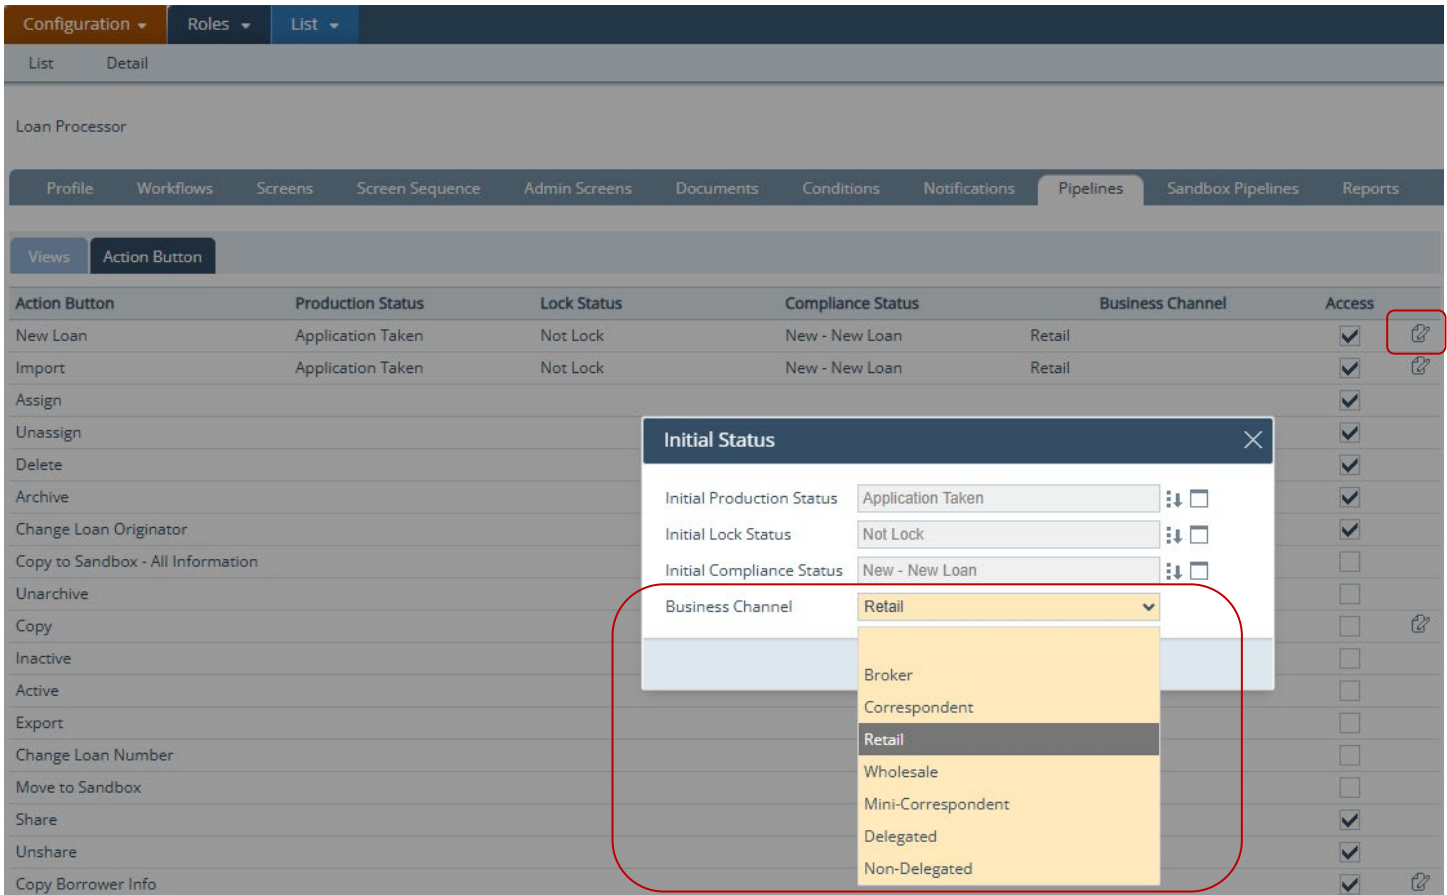 Configuration Roles List
List Detail
Loan Processor
Profile Workflows Screens Screen Sequence Admin Screens Documents Conditions Notifications Pipelines Sandbox Pipelines Reports
Views Action Button
Action Button Production Status Lock Status Compliance Status Business Channel Access
New Loan Application Taken Not Lock New - New Loan Retail
Import Application Taken Not Lock New - New Loan Retail
Assign
Unassign
Delete
Archive
Change Loan Originator
Copy to Sandbox - All Information
Unarchive
Copy
Inactive
Active
Export
Change Loan Number
Move to Sandbox
Share
Unshare
Copy Borrower Info
Initial Status
Initial Production Status Application Taken
Initial Lock Status Not Lock
Initial Compliance Status New - New Loan
Business Channel Retail
Broker
Correspondent
Retail
Wholesale
Mini-Correspondent
Delegated
Non-Delegated